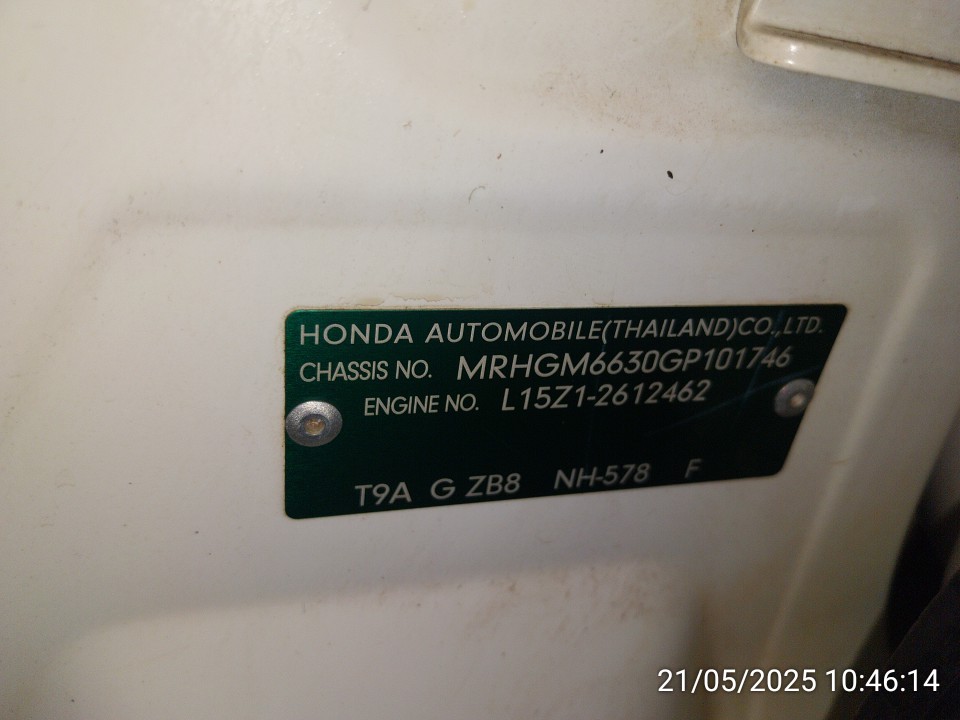 HONDA AUTOMOBILE(THAILAND)CO.,LTD.
CHASSIS NO. MRHGM6630GP101746
ENGINE NO. L15Z1-2612462
T9A G ZB8 NH-578 F
21/05/2025 10:46:14